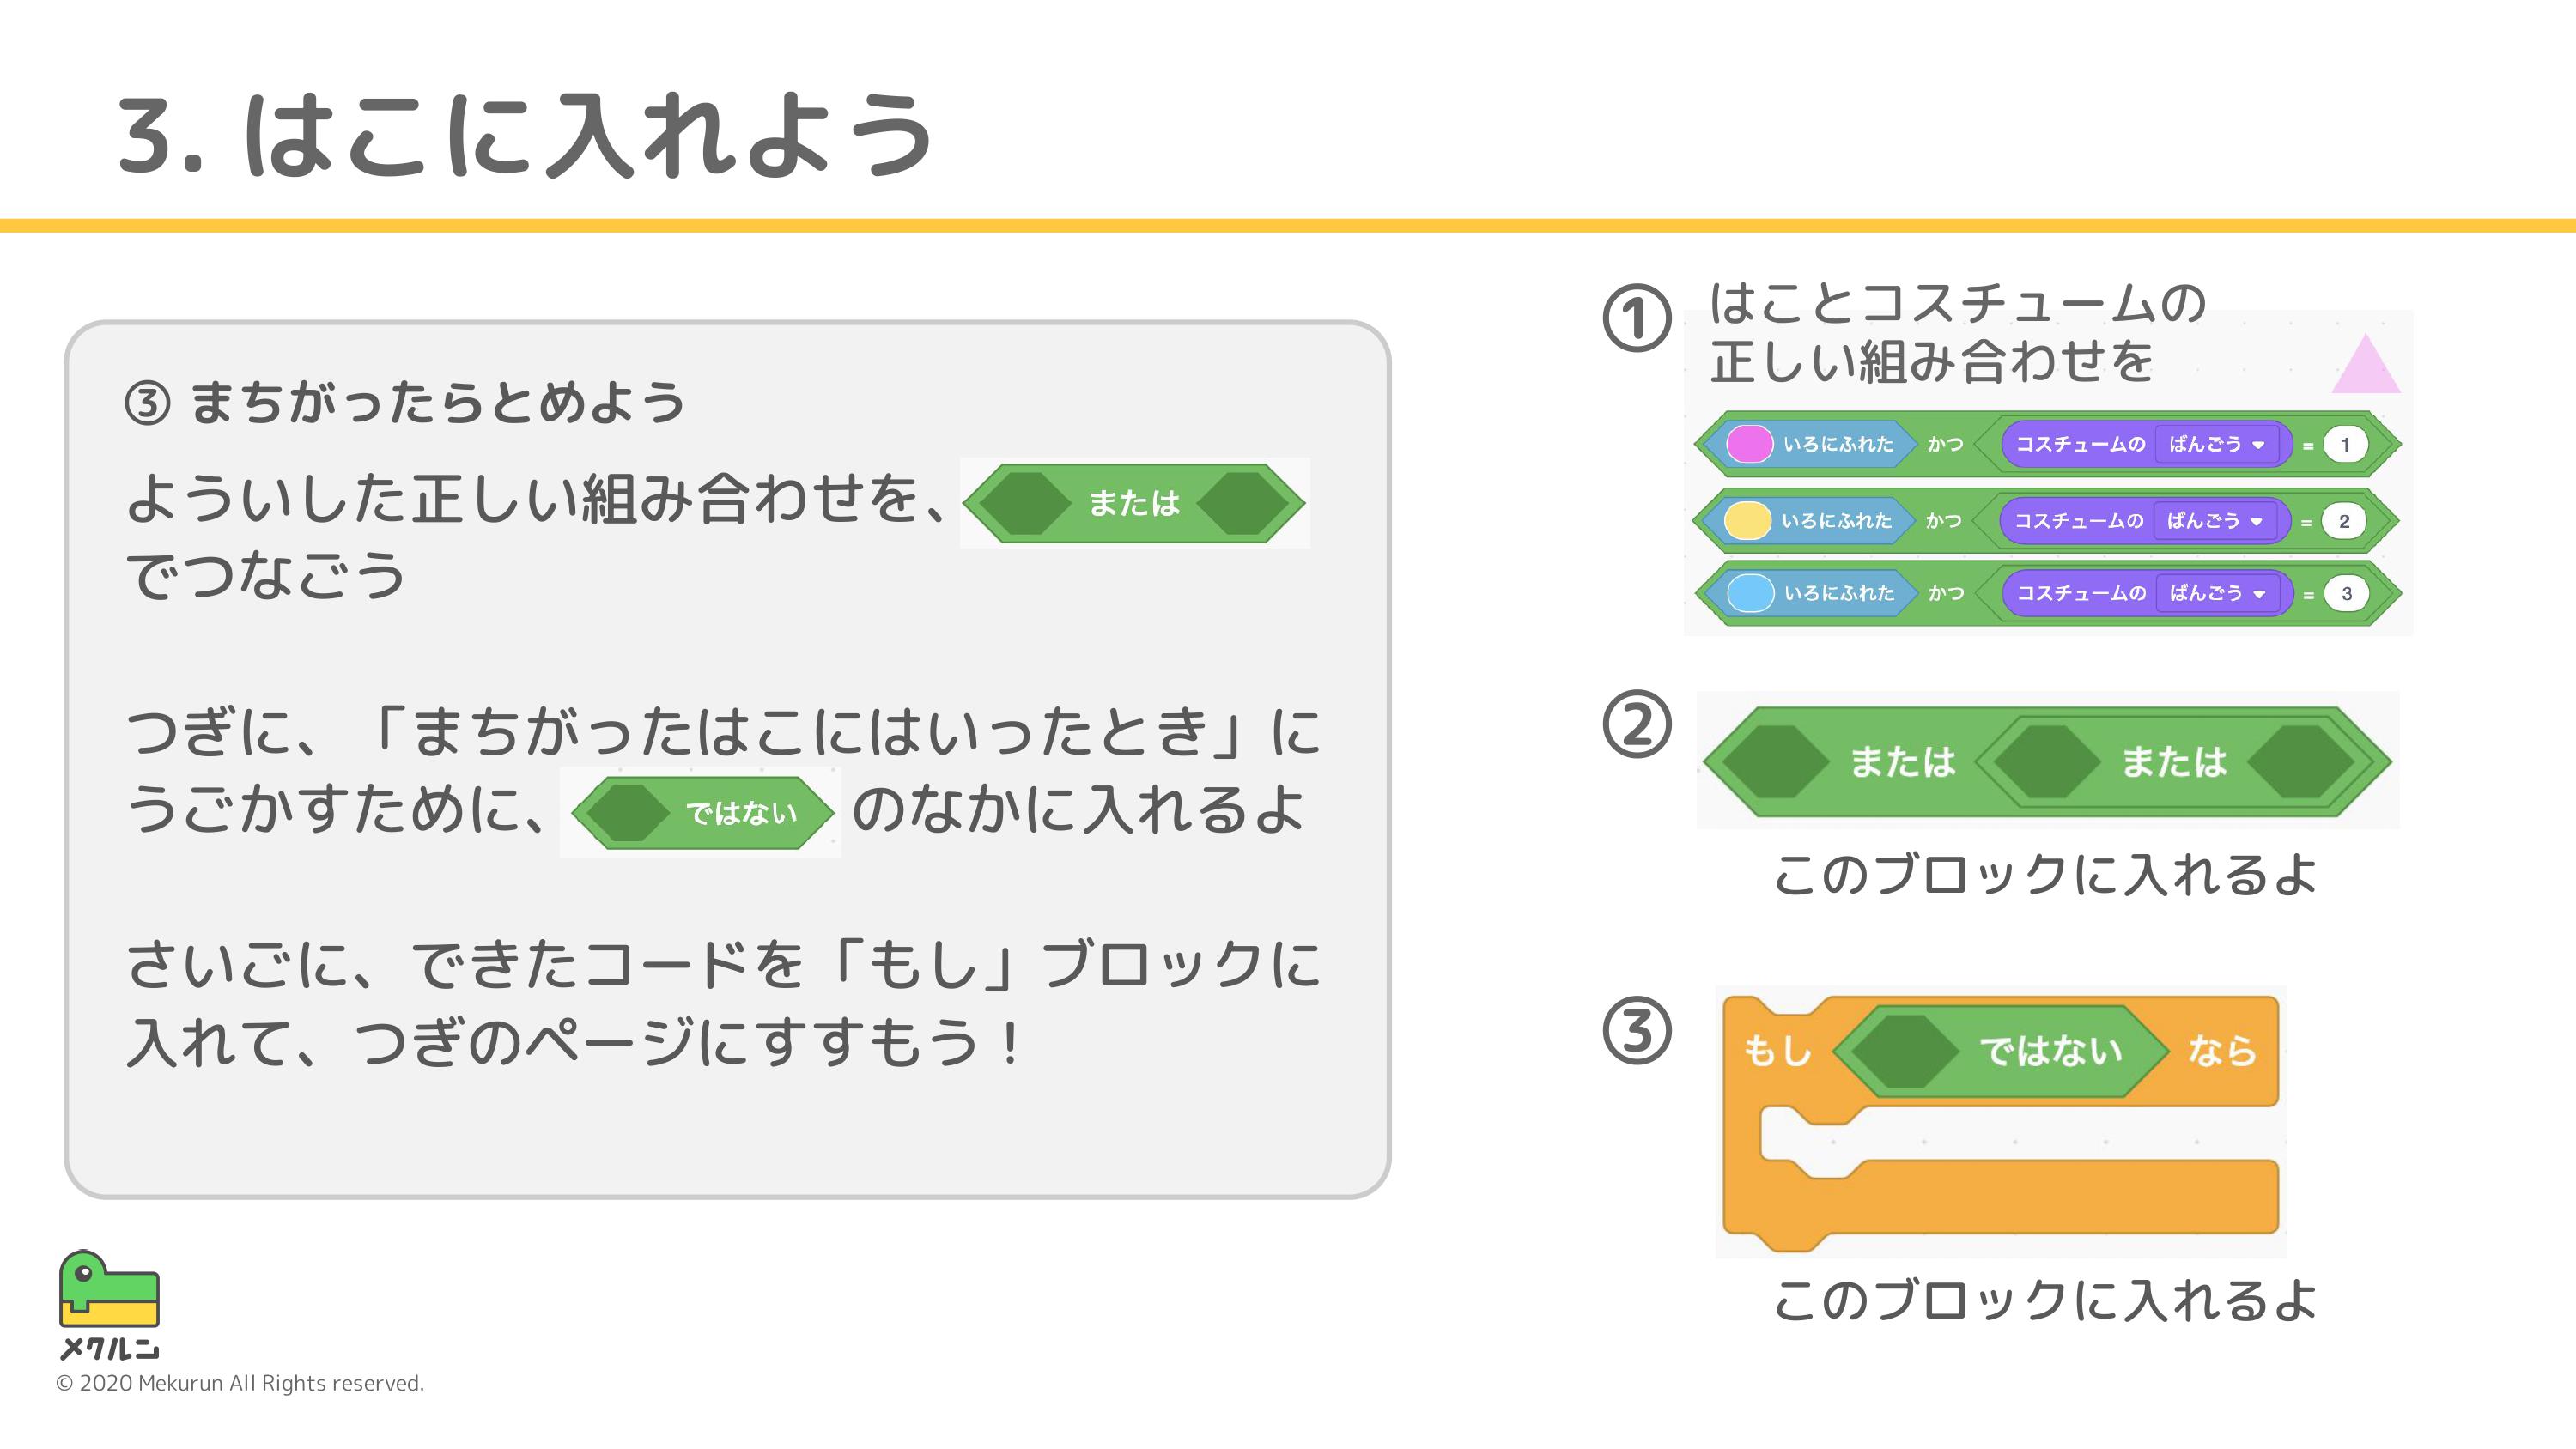 3. はこに入れよう
③ まちがったらとめよう
よういした正しい組み合わせを、 または
でつなごう
つぎに、「まちがったはこにはいったとき」に
うごかすために、 ではない のなかに入れるよ
さいごに、できたコードを「もし」ブロックに
入れて、つぎのページにすすもう！
① はことコスチュームの
正しい組み合わせを
いろにふれた かつ コスチュームの ばんごう = 1
いろにふれた かつ コスチュームの ばんごう = 2
いろにふれた かつ コスチュームの ばんごう = 3
② または または
このブロックに入れるよ
③ もし ではない なら
このブロックに入れるよ
メクルン
© 2020 Mekurun All Rights reserved.